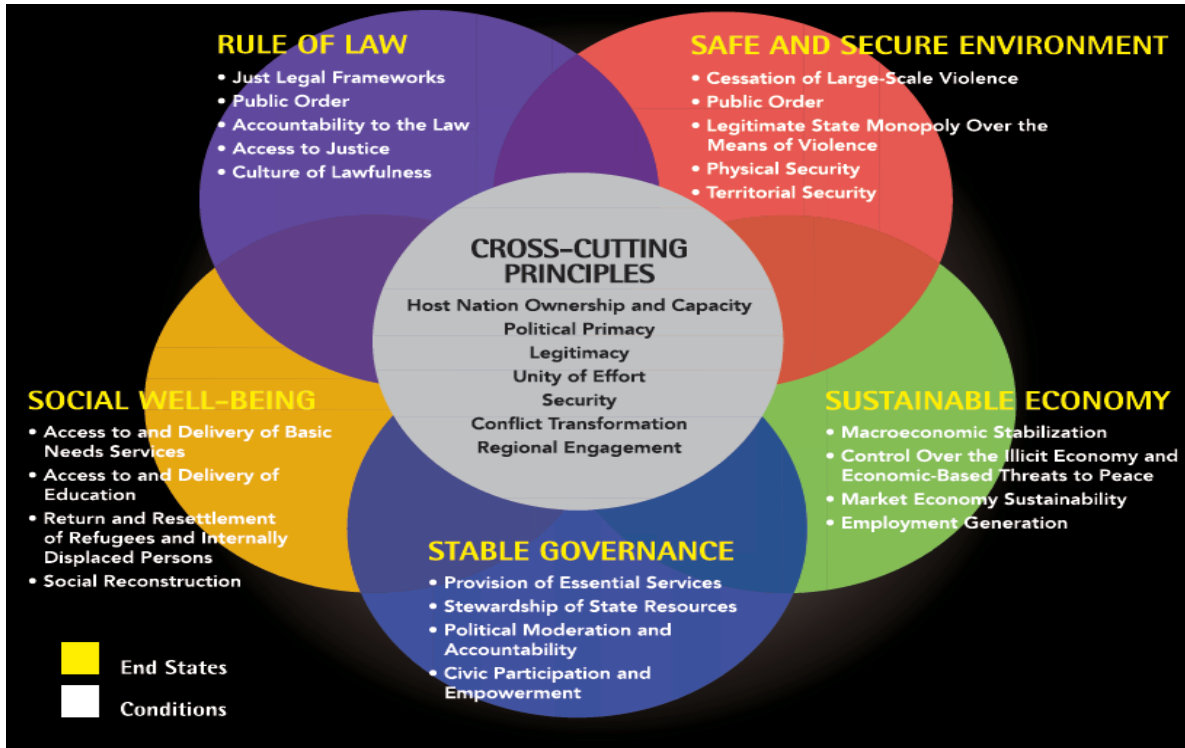 RULE OF LAW
• Just Legal Frameworks
• Public Order
• Accountability to the Law
• Access to Justice
• Culture of Lawfulness
SAFE AND SECURE ENVIRONMENT
• Cessation of Large-Scale Violence
• Public Order
• Legitimate State Monopoly Over the
Means of Violence
• Physical Security
• Territorial Security
CROSS-CUTTING
PRINCIPLES
Host Nation Ownership and Capacity
Political Primacy
Legitimacy
Unity of Effort
Security
Conflict Transformation
Regional Engagement
SOCIAL WELL-BEING
• Access to and Delivery of Basic
Needs Services
• Access to and Delivery of
Education
• Return and Resettlement
of Refugees and Internally
Displaced Persons
• Social Reconstruction
SUSTAINABLE ECONOMY
• Macroeconomic Stabilization
• Control Over the Illicit Economy and
Economic-Based Threats to Peace
• Market Economy Sustainability
• Employment Generation
STABLE GOVERNANCE
• Provision of Essential Services
• Stewardship of State Resources
• Political Moderation and
Accountability
• Civic Participation and
Empowerment
End States
Conditions